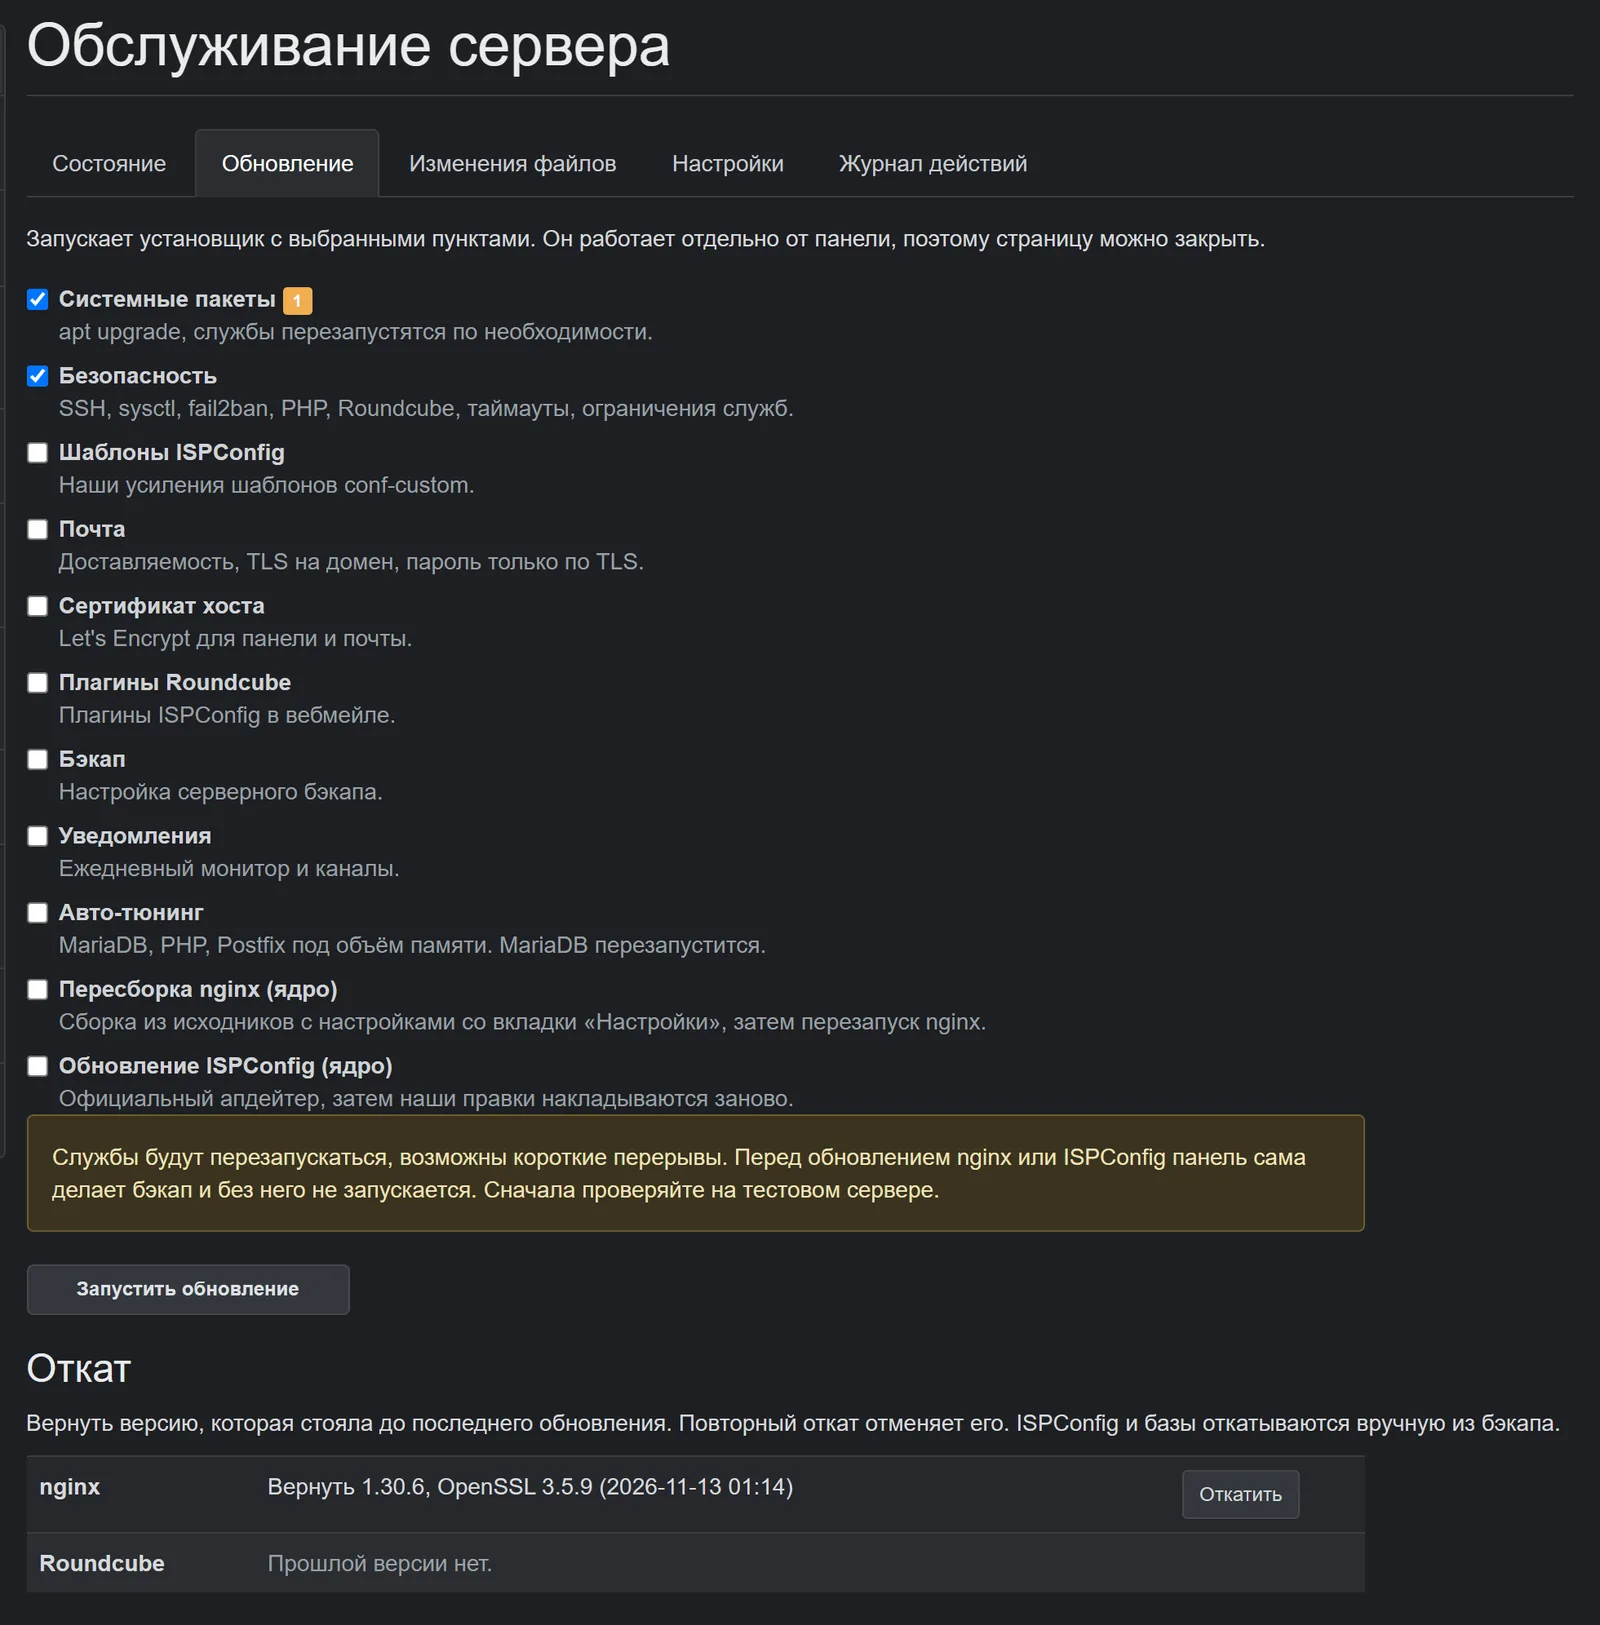 Обслуживание сервера
Состояние
Обновление
Изменения файлов
Настройки
Журнал действий
Запускает установщик с выбранными пунктами. Он работает отдельно от панели, поэтому страницу можно закрыть.
Системные пакеты 1
apt upgrade, службы перезапустятся по необходимости.
Безопасность
SSH, sysctl, fail2ban, PHP, Roundcube, таймауты, ограничения служб.
Шаблоны ISPConfig
Наши усиления шаблонов conf-custom.
Почта
Доставляемость, TLS на домен, пароль только по TLS.
Сертификат хоста
Let's Encrypt для панели и почты.
Плагины Roundcube
Плагины ISPConfig в вебмейле.
Бэкап
Настройка серверного бэкапа.
Уведомления
Ежедневный монитор и каналы.
Авто-тюнинг
MariaDB, PHP, Postfix под объём памяти. MariaDB перезапустится.
Пересборка nginx (ядро)
Сборка из исходников с настройками со вкладки «Настройки», затем перезапуск nginx.
Обновление ISPConfig (ядро)
Официальный апдейтер, затем наши правки накладываются заново.
Службы будут перезапускаться, возможны короткие перерывы. Перед обновлением nginx или ISPConfig панель сама
делает бэкап и без него не запускается. Сначала проверяйте на тестовом сервере.
Запустить обновление
Откат
Вернуть версию, которая стояла до последнего обновления. Повторный откат отменяет его. ISPConfig и базы откатываются вручную из бэкапа.
nginx
Вернуть 1.30.6, OpenSSL 3.5.9 (2026-11-13 01:14)
Откатить
Roundcube
Прошлой версии нет.